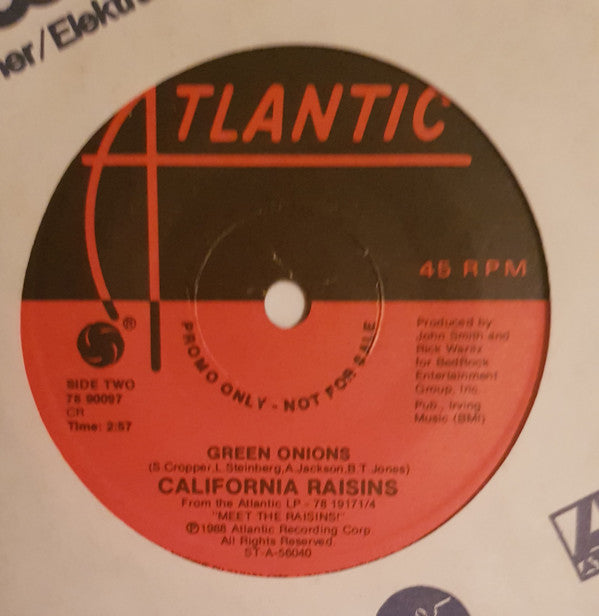 ner/Elektr
ATLANTIC
45 RPM
PROMO ONLY - NOT FOR SALE
®
SIDE TWO
78 90097
CR
Time: 2:57
Produced by:
John Smith and
for BedRock
Entertainment
Group, Inc.
Pub., Irving
Music (BMI)
GREEN ONIONS
(S.Cropper,L.Steinberg,A.Jackson,B.T.Jones)
CALIFORNIA RAISINS
From the Atlantic LP - 78 19171/4
"MEET THE RAISINS!"
℗1988 Atlantic Recording Corp.
All Rights Reserved.
ST-A-56040